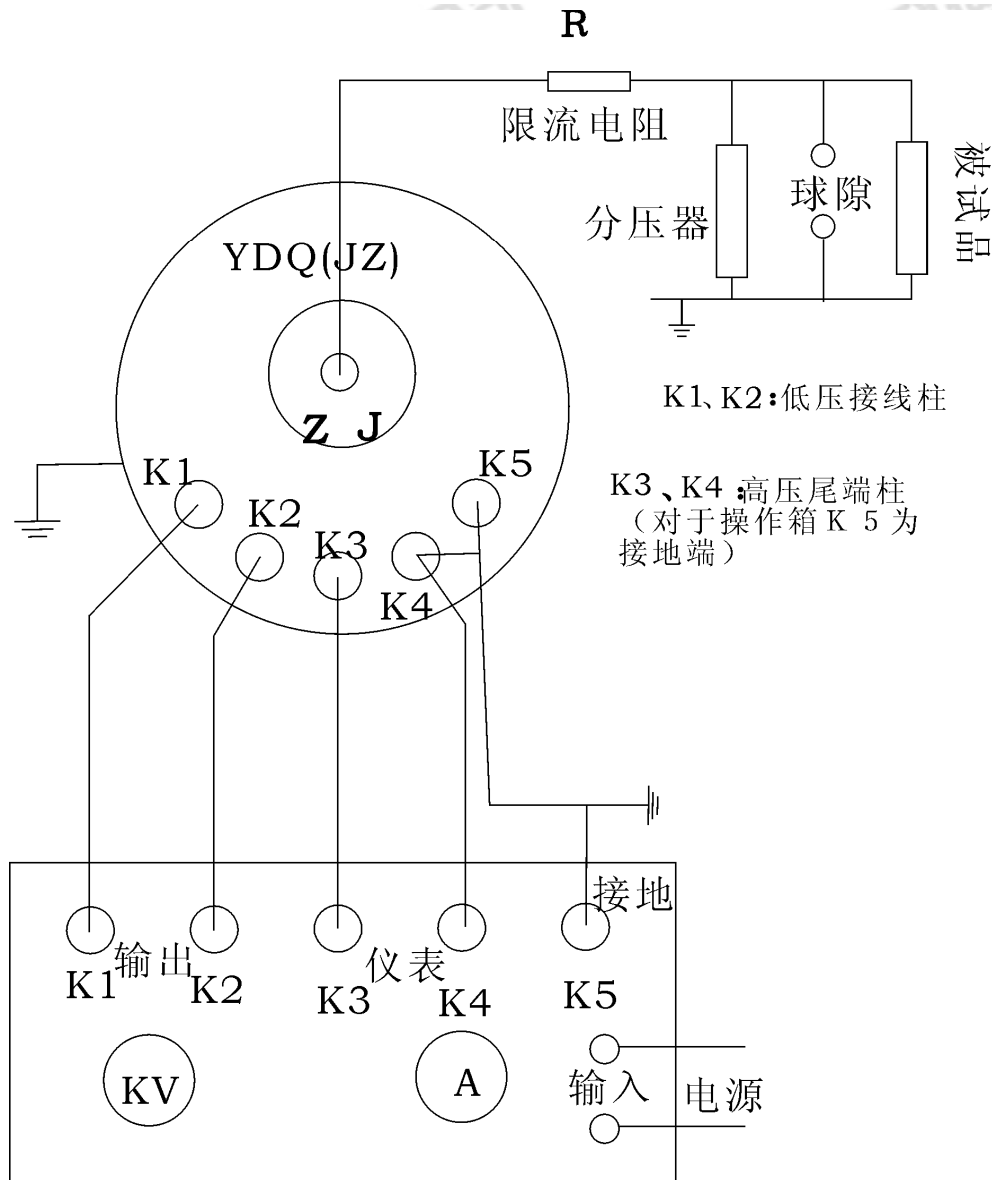 R
限流电阻
分压器
球隙
被试品
YDQ(JZ)
Z J
K1、K2:低压接线柱
K3、K4:高压尾端柱
（对于操作箱K 5为
接地端）
K1
K2
K3
K4
K5
接地
输出
仪表
K1
K2
K3
K4
K5
KV
A
输入
电源